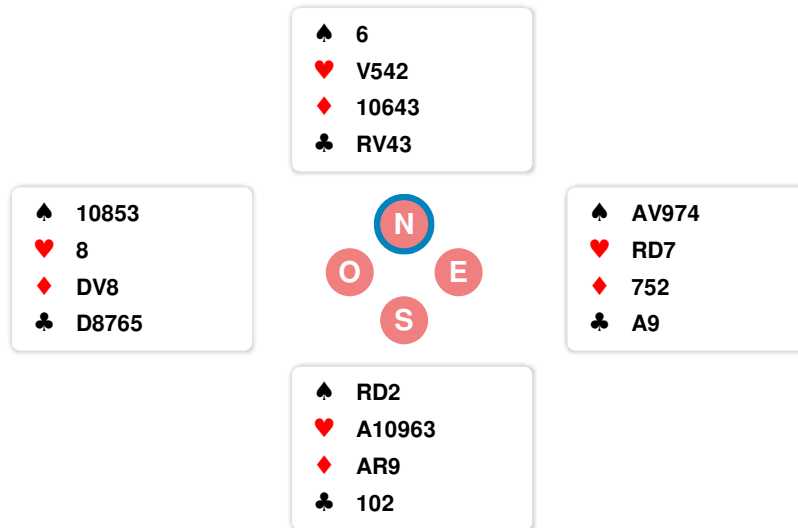 ♠ 6
♥ V542
♦ 10643
♣ RV43
♠ 10853
♥ 8
♦ DV8
♣ D8765
N
O
E
S
♠ AV974
♥ RD7
♦ 752
♣ A9
♠ RD2
♥ A10963
♦ AR9
♣ 102